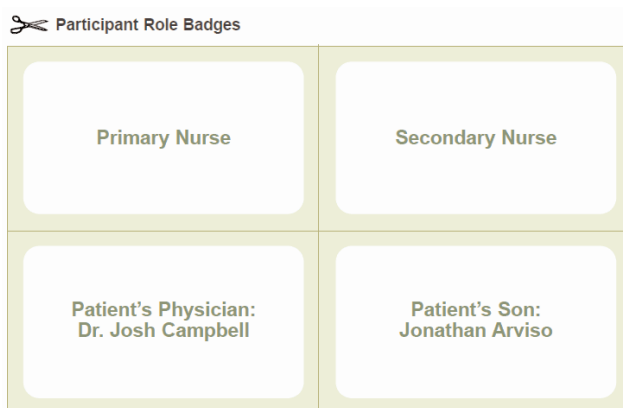 Participant Role Badges
Primary Nurse
Secondary Nurse
Patient’s Physician:
Dr. Josh Campbell
Patient’s Son:
Jonathan Arviso